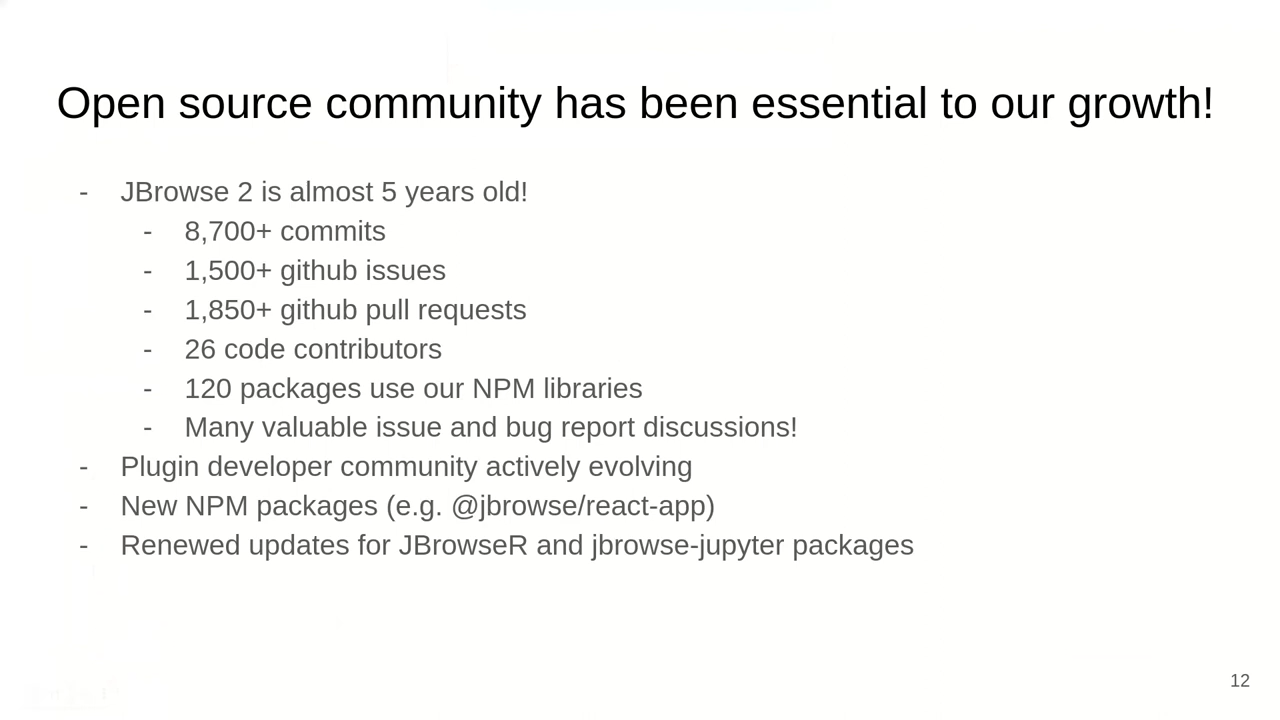 Open source community has been essential to our growth!
- JBrowse 2 is almost 5 years old!
- 8,700+ commits
- 1,500+ github issues
- 1,850+ github pull requests
- 26 code contributors
- 120 packages use our NPM libraries
- Many valuable issue and bug report discussions!
- Plugin developer community actively evolving
- New NPM packages (e.g. @jbrowse/react-app)
- Renewed updates for JBrowseR and jbrowse-jupyter packages
12